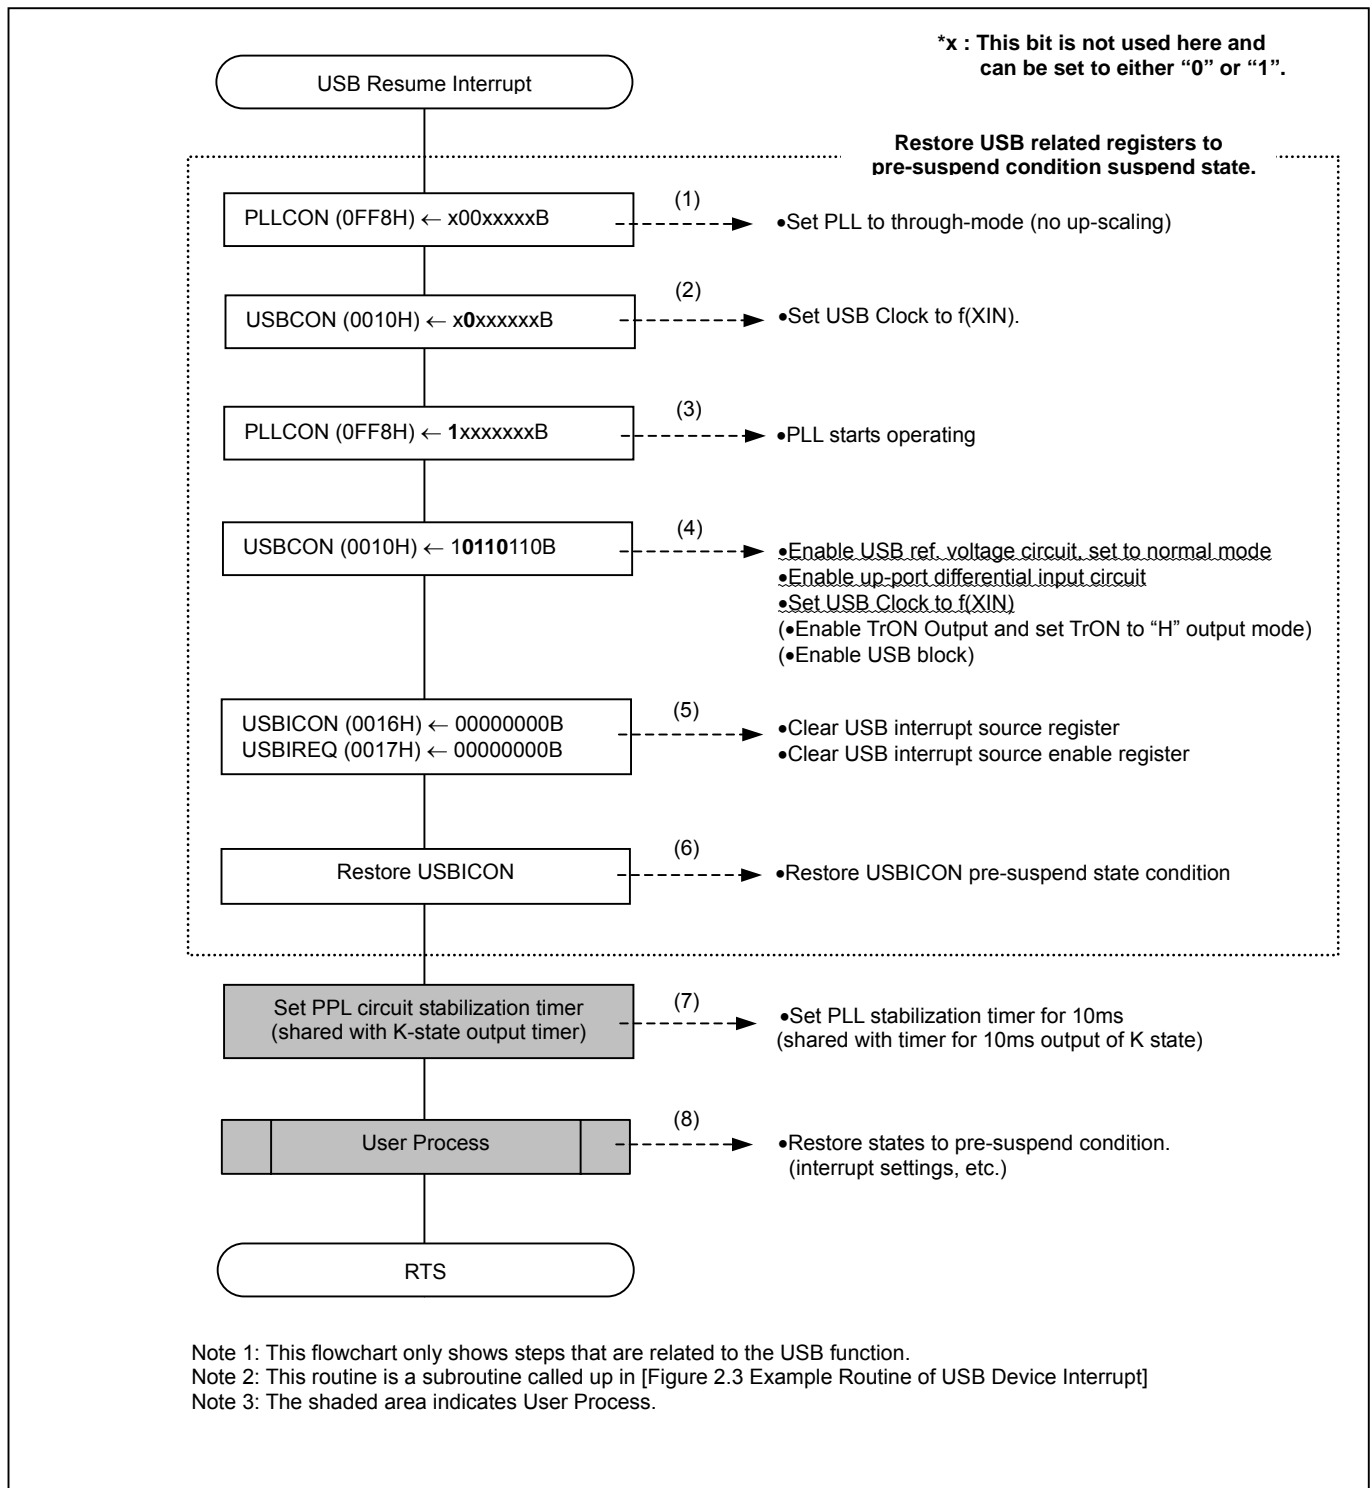 *x : This bit is not used here and
can be set to either “0” or “1”.
USB Resume Interrupt
Restore USB related registers to
pre-suspend condition suspend state.
PLLCON (0FF8H) ← x00xxxxxB
(1)
•Set PLL to through-mode (no up-scaling)
USBCON (0010H) ← x0xxxxxxB
(2)
•Set USB Clock to f(XIN).
PLLCON (0FF8H) ← 1xxxxxxxB
(3)
•PLL starts operating
USBCON (0010H) ← 10110110B
(4)
•Enable USB ref. voltage circuit, set to normal mode
•Enable up-port differential input circuit
•Set USB Clock to f(XIN)
(•Enable TrON Output and set TrON to “H” output mode)
(•Enable USB block)
USBICON (0016H) ← 00000000B
USBIREQ (0017H) ← 00000000B
(5)
•Clear USB interrupt source register
•Clear USB interrupt source enable register
Restore USBICON
(6)
•Restore USBICON pre-suspend state condition
Set PPL circuit stabilization timer
(shared with K-state output timer)
(7)
•Set PLL stabilization timer for 10ms
(shared with timer for 10ms output of K state)
User Process
(8)
•Restore states to pre-suspend condition.
(interrupt settings, etc.)
RTS
Note 1: This flowchart only shows steps that are related to the USB function.
Note 2: This routine is a subroutine called up in [Figure 2.3 Example Routine of USB Device Interrupt]
Note 3: The shaded area indicates User Process.